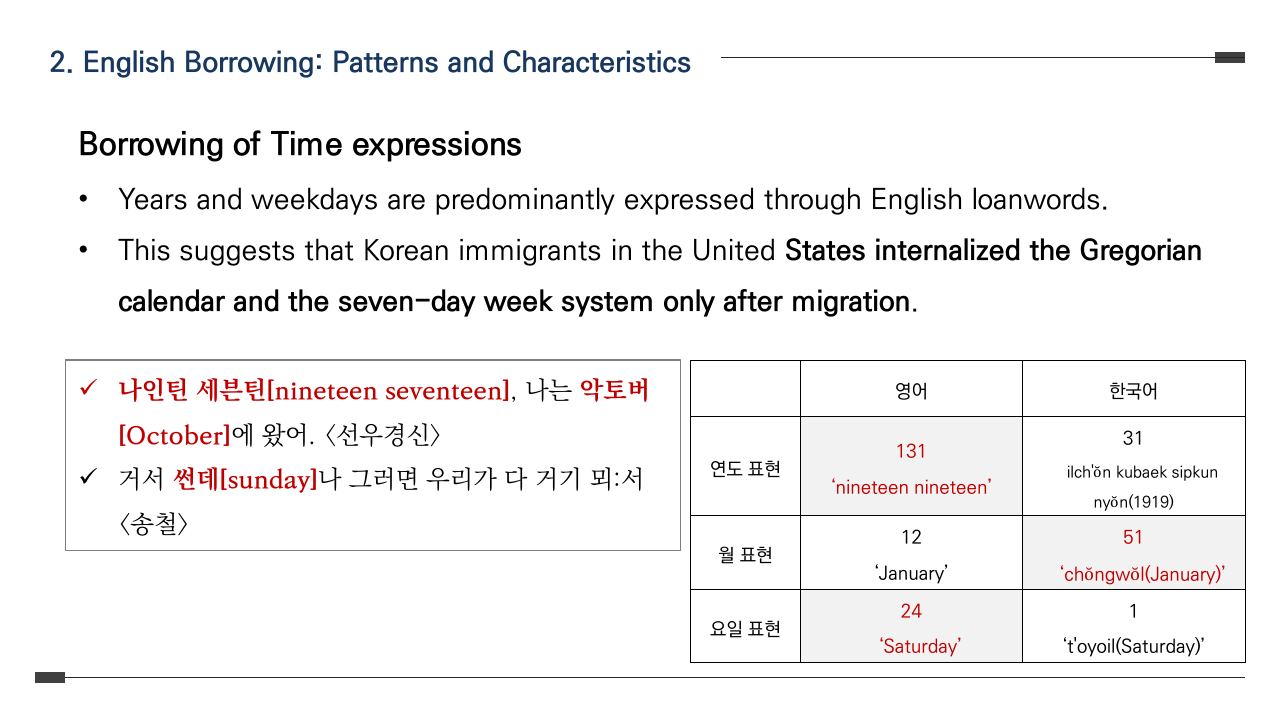 2. English Borrowing: Patterns and Characteristics
Borrowing of Time expressions
• Years and weekdays are predominantly expressed through English loanwords.
• This suggests that Korean immigrants in the United States internalized the Gregorian
calendar and the seven-day week system only after migration.
✓ 나인틴 세븐틴[nineteen seventeen], 나는 악토버
[October]에 왔어. 〈선우경신〉
✓ 거서 썬데[sunday]나 그러면 우리가 다 거기 뫼:서
〈송철〉
영어 한국어
연도 표현
131
‘nineteen nineteen’
31
ilch'ŏn kubaek sipkun
nyŏn(1919)
월 표현
12
‘January’
51
‘chŏngwŏl(January)’
요일 표현
24
‘Saturday’
1
‘t'oyoil(Saturday)’